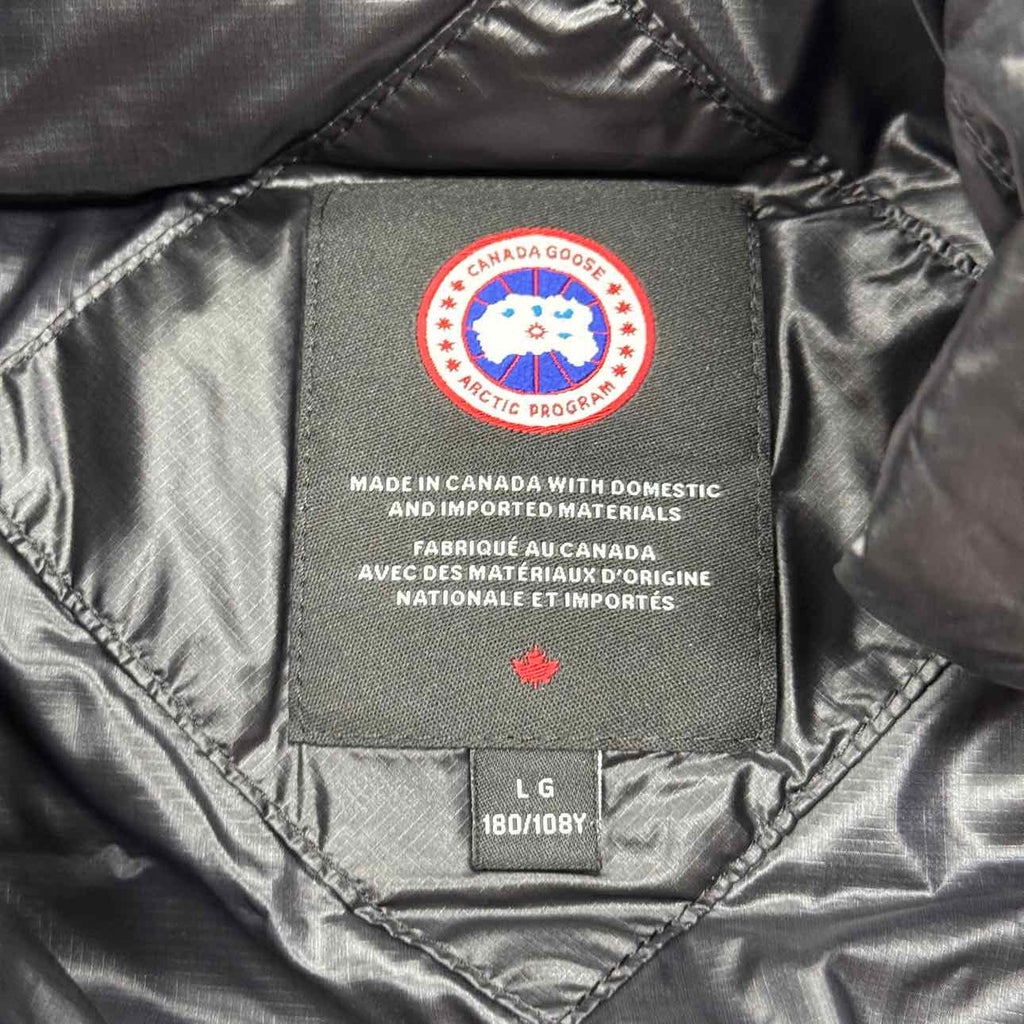 CANADA GOOSE
ARCTIC PROGRAM
MADE IN CANADA WITH DOMESTIC
AND IMPORTED MATERIALS
FABRIQUÉ AU CANADA
AVEC DES MATÉRIAUX D'ORIGINE
NATIONALE ET IMPORTÉS
LG
180/108Y